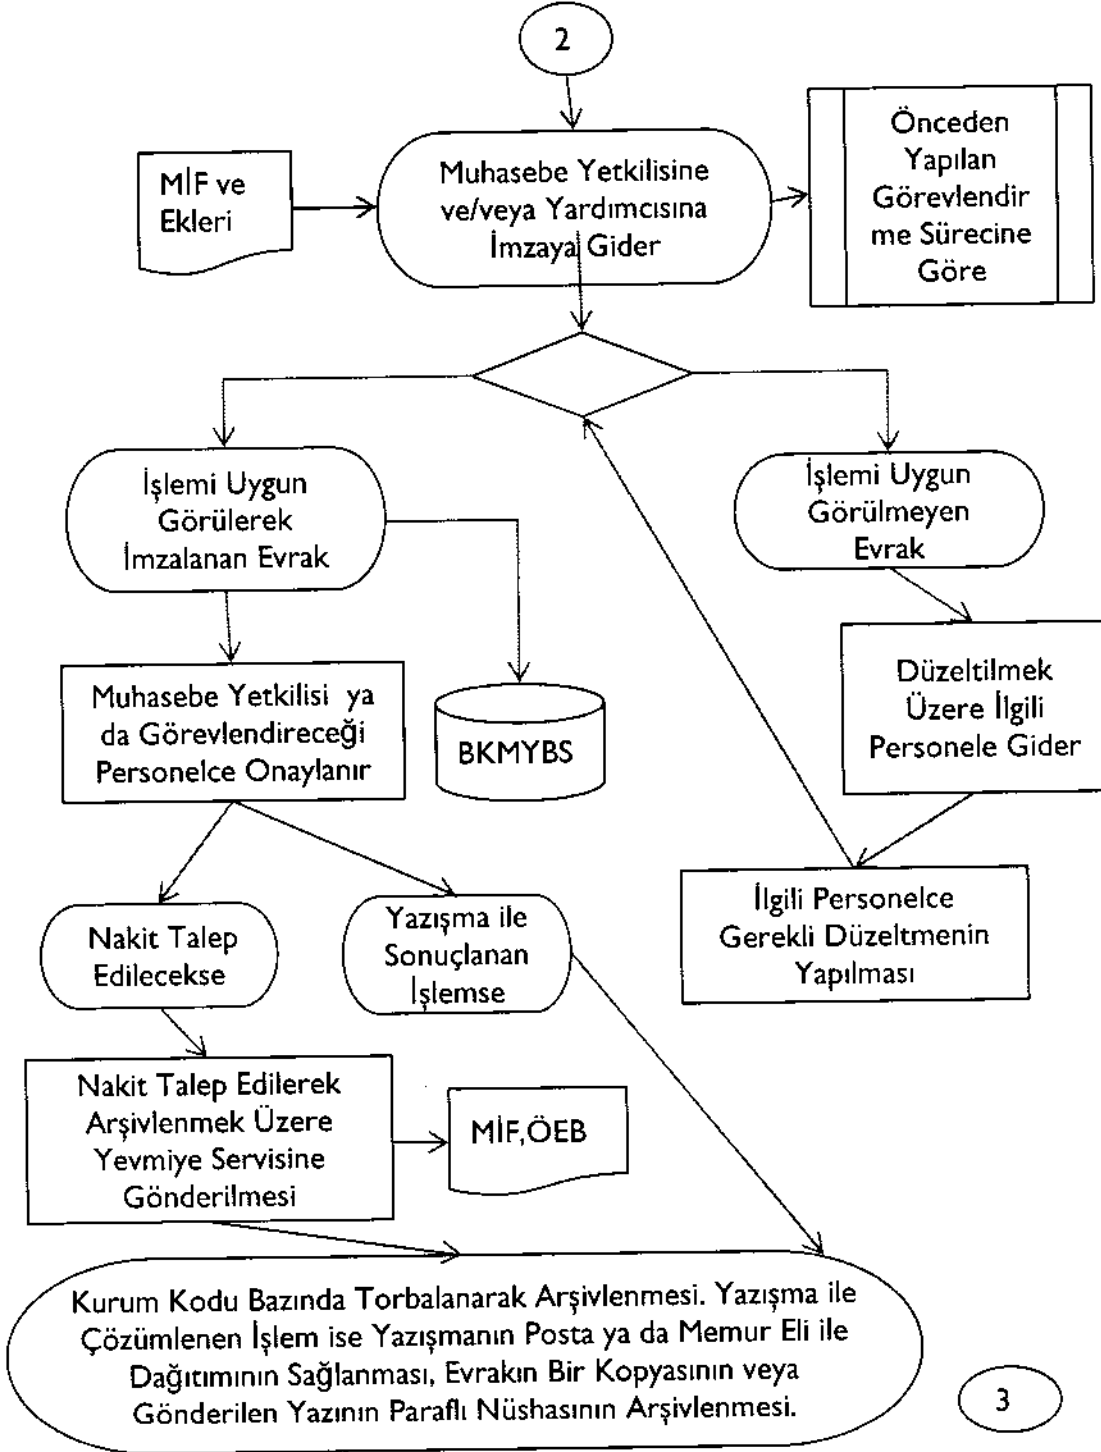 2
MİF ve
Ekleri
Muhasebe Yetkilisine
ve/veya Yardımcısına
İmzaya Gider
Önceden
Yapılan
Görevlendir
me Sürecine
Göre
İşlemi Uygun
Görülerek
İmzalanan Evrak
İşlemi Uygun
Görülmeyen
Evrak
Muhasebe Yetkilisi ya
da Görevlendireceği
Personelce Onaylanır
BKMYBS
Düzeltilmek
Üzere İlgili
Personele Gider
Nakit Talep
Edilecekse
Yazışma ile
Sonuçlanan
İşlemse
İlgili Personelce
Gerekli Düzeltmenin
Yapılması
Nakit Talep Edilerek
Arşivlenmek Üzere
Yevmiye Servisine
Gönderilmesi
MİF,ÖEB
Kurum Kodu Bazında Torbalanarak Arşivlenmesi. Yazışma ile
Çözümlenen İşlem ise Yazışmanın Posta ya da Memur Eli ile
Dağıtımının Sağlanması, Evrakın Bir Kopyasının veya
Gönderilen Yazının Paraflı Nüshasının Arşivlenmesi.
3